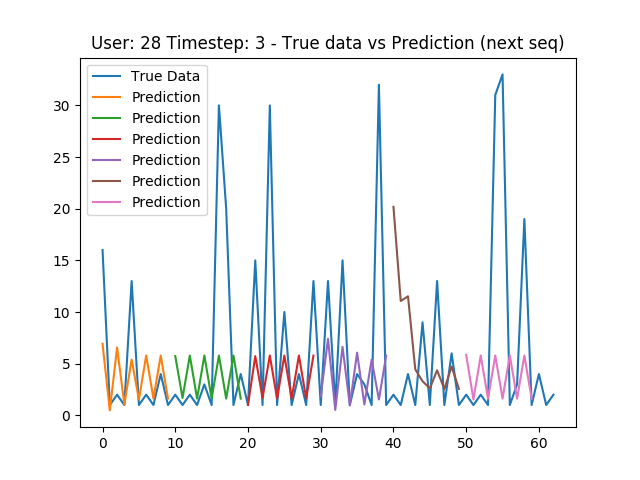 User: 28 Timestep: 3 - True data vs Prediction (next seq)
True Data
Prediction
Prediction
Prediction
Prediction
Prediction
Prediction
30
25
20
15
10
5
0
0 10 20 30 40 50 60